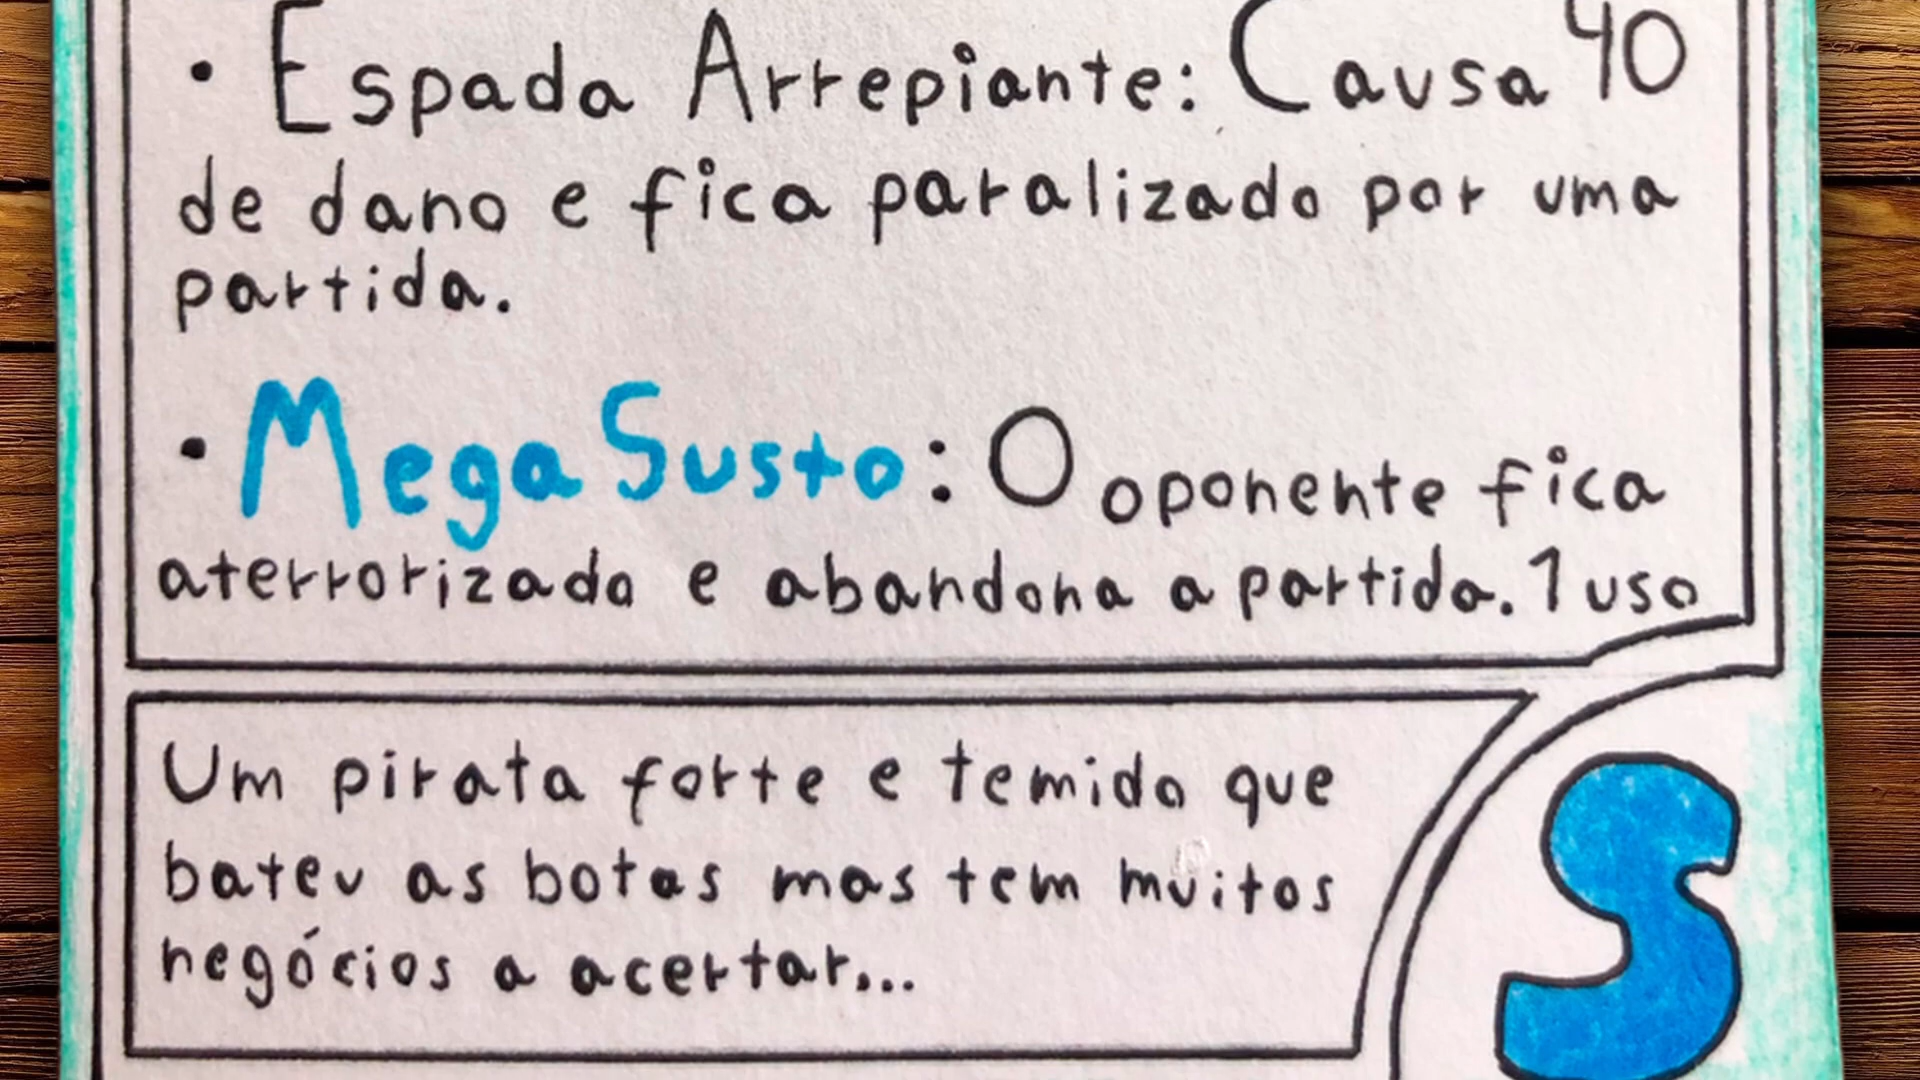 • Espada Arrepiante: Causa 40
de dano e fica paralizado por uma
partida.
• Mega Susto: O oponente fica
aterrorizado e abandona a partida. 1 uso
Um pirata forte e temido que
bateu as botas mas tem muitos
negócios a acertar...
S